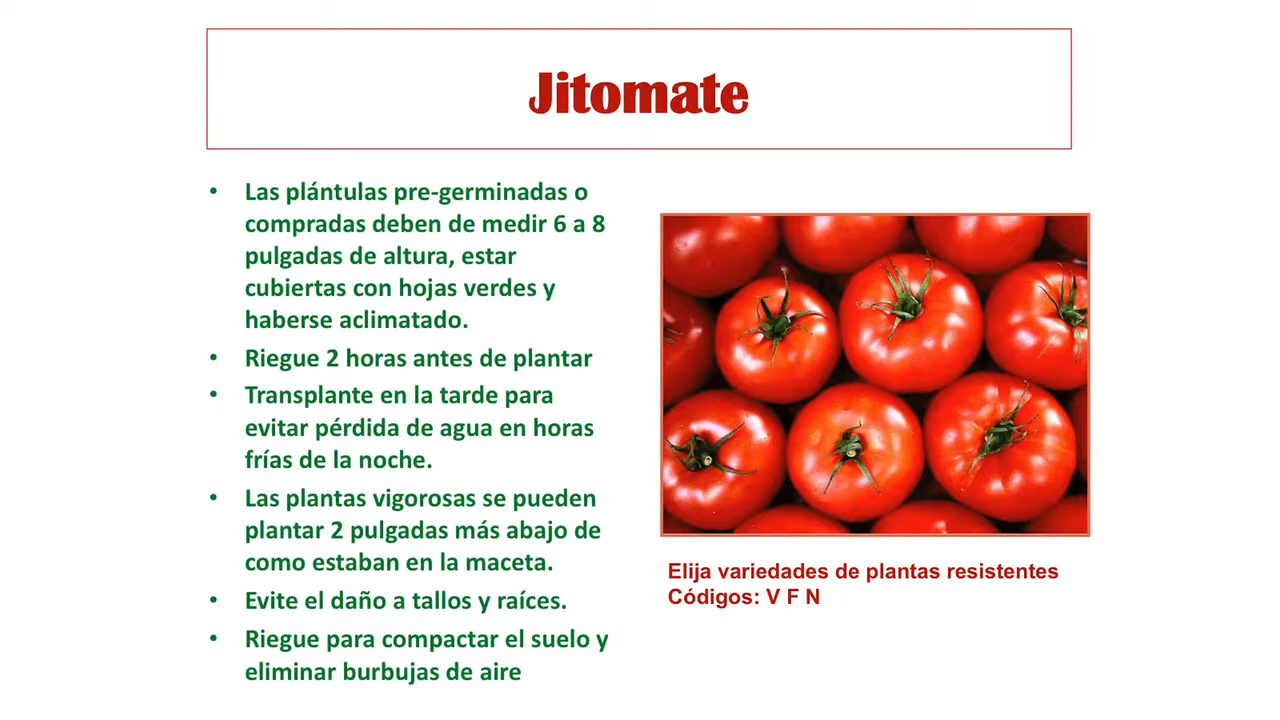 Jitomate
• Las plántulas pre-germinadas o
compradas deben de medir 6 a 8
pulgadas de altura, estar
cubiertas con hojas verdes y
haberse aclimatado.
• Riegue 2 horas antes de plantar
• Transplante en la tarde para
evitar pérdida de agua en horas
frías de la noche.
• Las plantas vigorosas se pueden
plantar 2 pulgadas más abajo de
como estaban en la maceta.
• Evite el daño a tallos y raíces.
• Riegue para compactar el suelo y
eliminar burbujas de aire
Elija variedades de plantas resistentes
Códigos: V F N